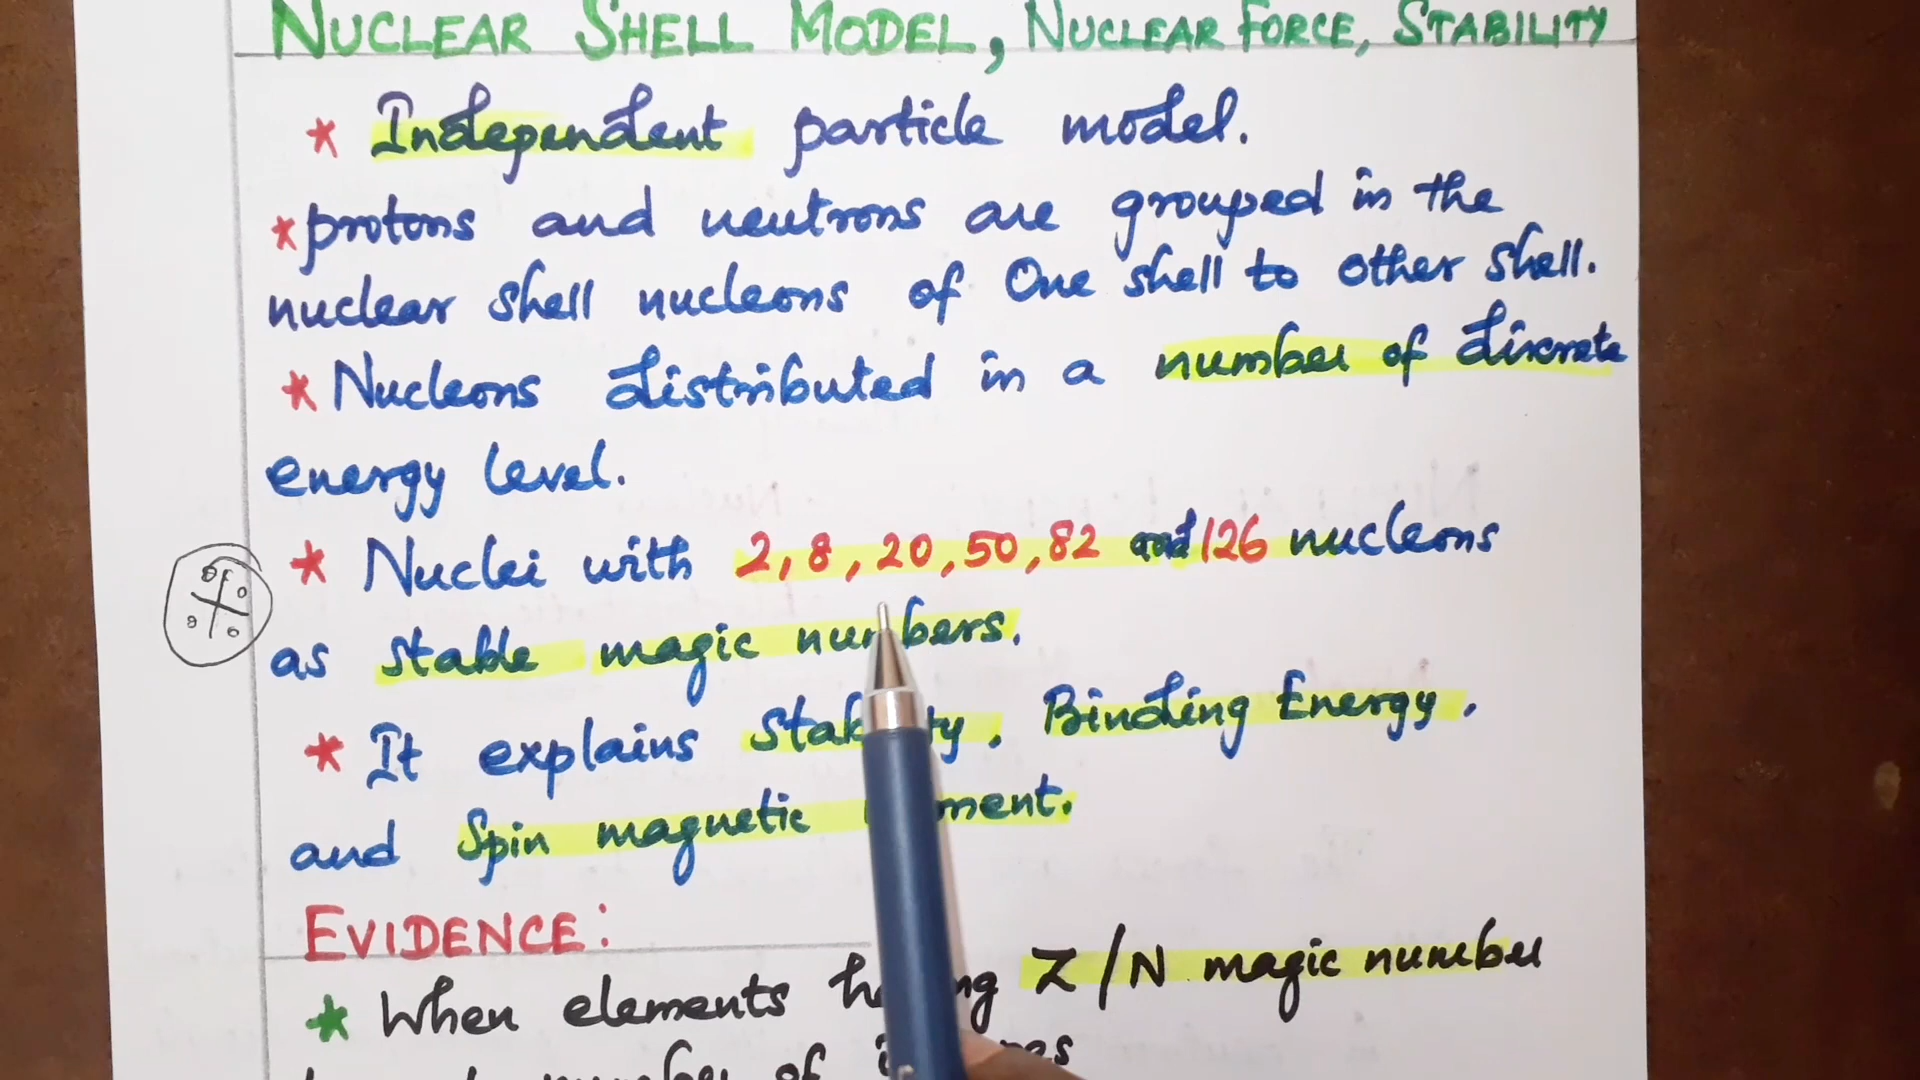 NUCLEAR SHELL MODEL, NUCLEAR FORCE, STABILITY
* Independent particle model.
* protons and neutrons are grouped in the
nuclear shell nucleons of One shell to other shell.
* Nucleons distributed in a number of discrete
energy level.
* Nuclei with 2, 8, 20, 50, 82 and 126 nucleons
as stable magic numbers.
* It explains Binding Energy,
and Spin magnetic
EVIDENCE:
* When elements Z/N magic number
number of